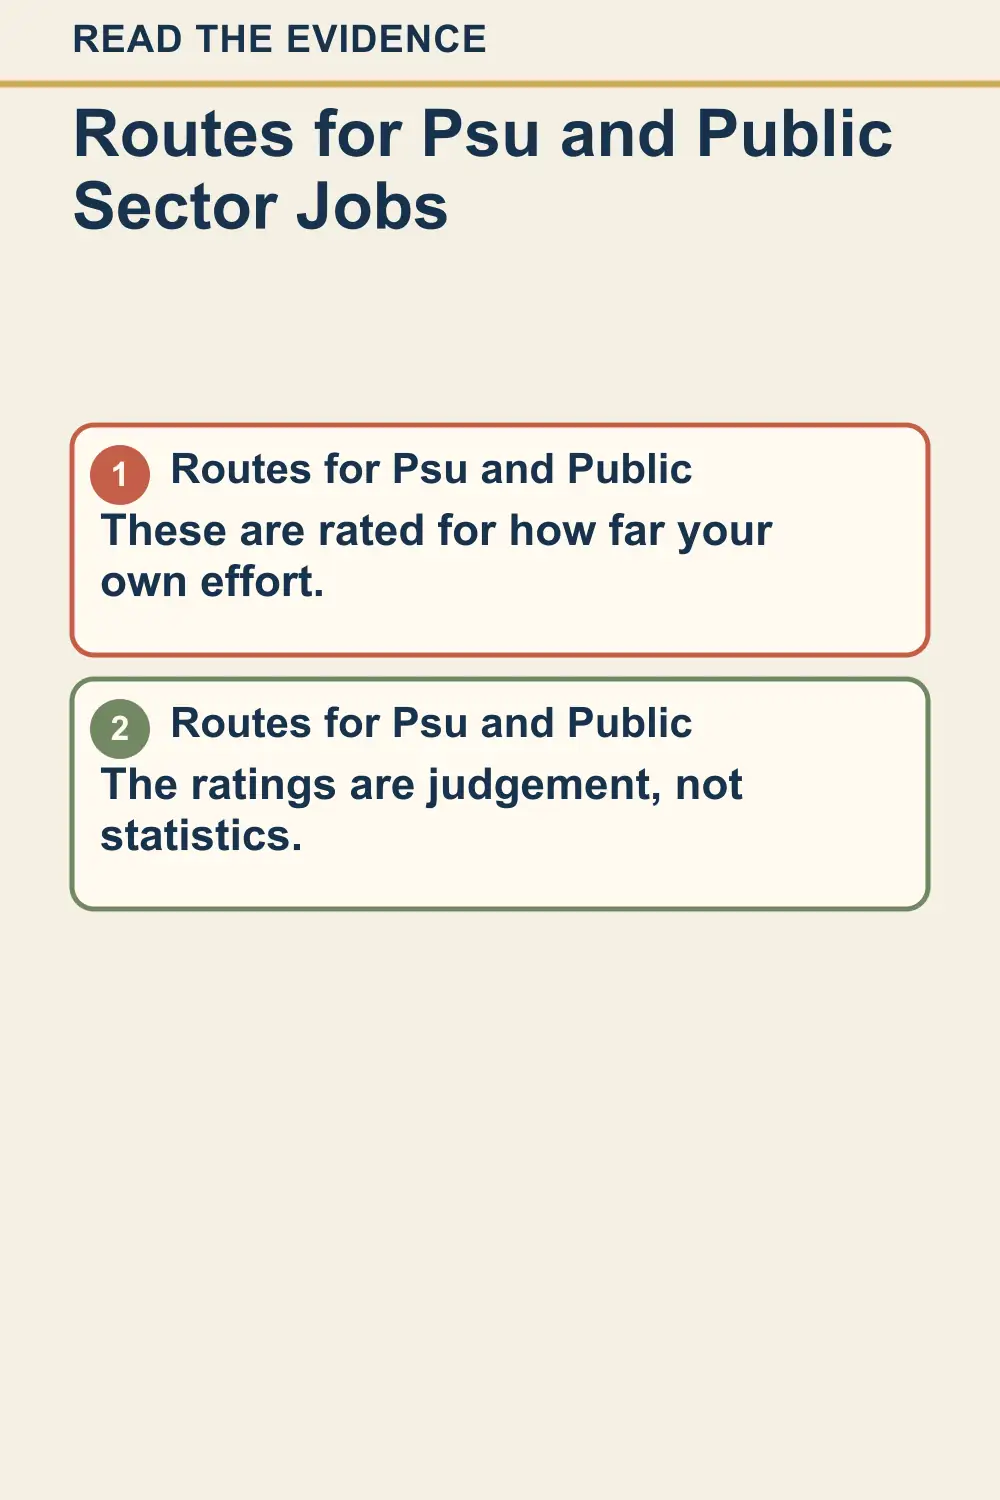 READ THE EVIDENCE
Routes for Psu and Public
Sector Jobs
1 Routes for Psu and Public
These are rated for how far your
own effort.
2 Routes for Psu and Public
The ratings are judgement, not
statistics.